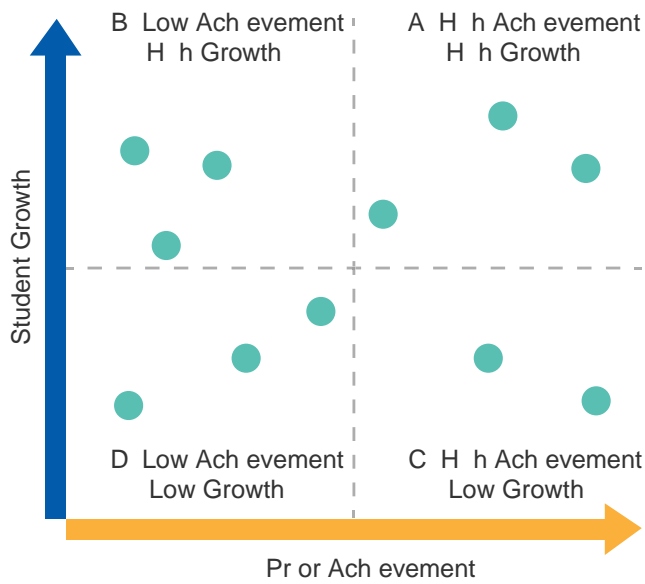 B Low Ach evement
H h Growth
A H h Ach evement
H h Growth
Student Growth
D Low Ach evement
Low Growth
C H h Ach evement
Low Growth
Pr or Ach evement